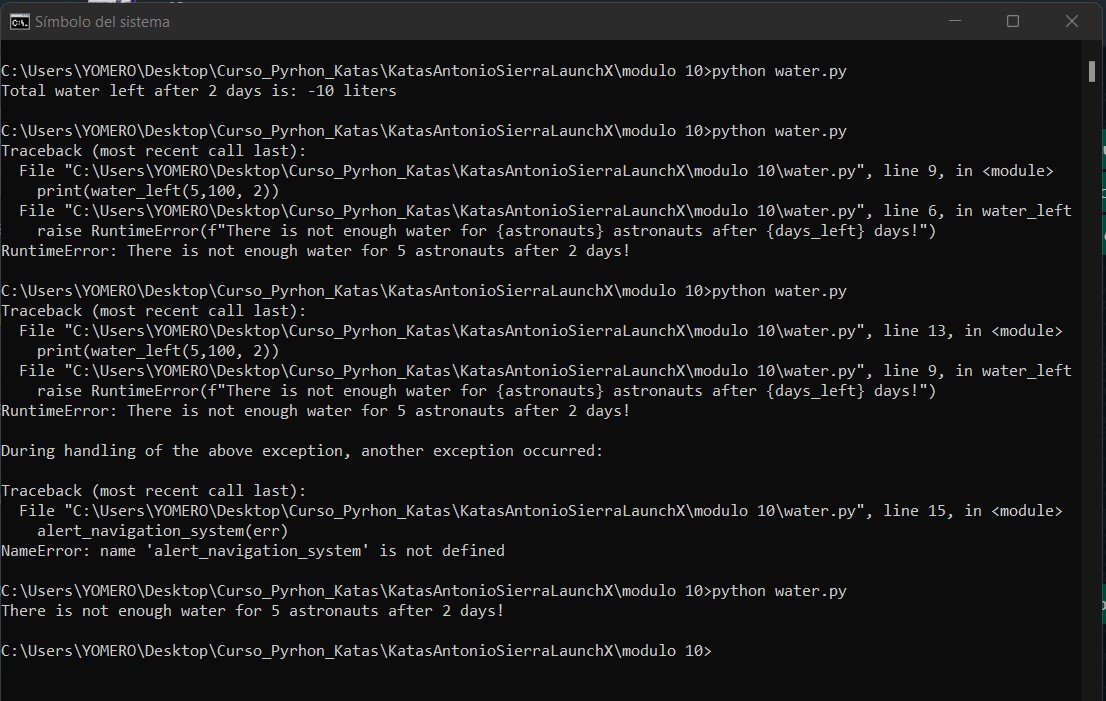 Símbolo del sistema
C:\Users\YOMERO\Desktop\Curso_Pyrhon_Katas\KatasAntonioSierraLaunchX\modulo 10>python water.py
Total water left after 2 days is: -10 liters
C:\Users\YOMERO\Desktop\Curso_Pyrhon_Katas\KatasAntonioSierraLaunchX\modulo 10>python water.py
Traceback (most recent call last):
  File "C:\Users\YOMERO\Desktop\Curso_Pyrhon_Katas\KatasAntonioSierraLaunchX\modulo 10\water.py", line 9, in <module>
    print(water_left(5,100, 2))
  File "C:\Users\YOMERO\Desktop\Curso_Pyrhon_Katas\KatasAntonioSierraLaunchX\modulo 10\water.py", line 6, in water_left
    raise RuntimeError(f"There is not enough water for {astronauts} astronauts after {days_left} days!")
RuntimeError: There is not enough water for 5 astronauts after 2 days!
C:\Users\YOMERO\Desktop\Curso_Pyrhon_Katas\KatasAntonioSierraLaunchX\modulo 10>python water.py
Traceback (most recent call last):
  File "C:\Users\YOMERO\Desktop\Curso_Pyrhon_Katas\KatasAntonioSierraLaunchX\modulo 10\water.py", line 13, in <module>
    print(water_left(5,100, 2))
  File "C:\Users\YOMERO\Desktop\Curso_Pyrhon_Katas\KatasAntonioSierraLaunchX\modulo 10\water.py", line 9, in water_left
    raise RuntimeError(f"There is not enough water for {astronauts} astronauts after {days_left} days!")
RuntimeError: There is not enough water for 5 astronauts after 2 days!
During handling of the above exception, another exception occurred:
Traceback (most recent call last):
  File "C:\Users\YOMERO\Desktop\Curso_Pyrhon_Katas\KatasAntonioSierraLaunchX\modulo 10\water.py", line 15, in <module>
    alert_navigation_system(err)
NameError: name 'alert_navigation_system' is not defined
C:\Users\YOMERO\Desktop\Curso_Pyrhon_Katas\KatasAntonioSierraLaunchX\modulo 10>python water.py
There is not enough water for 5 astronauts after 2 days!
C:\Users\YOMERO\Desktop\Curso_Pyrhon_Katas\KatasAntonioSierraLaunchX\modulo 10>